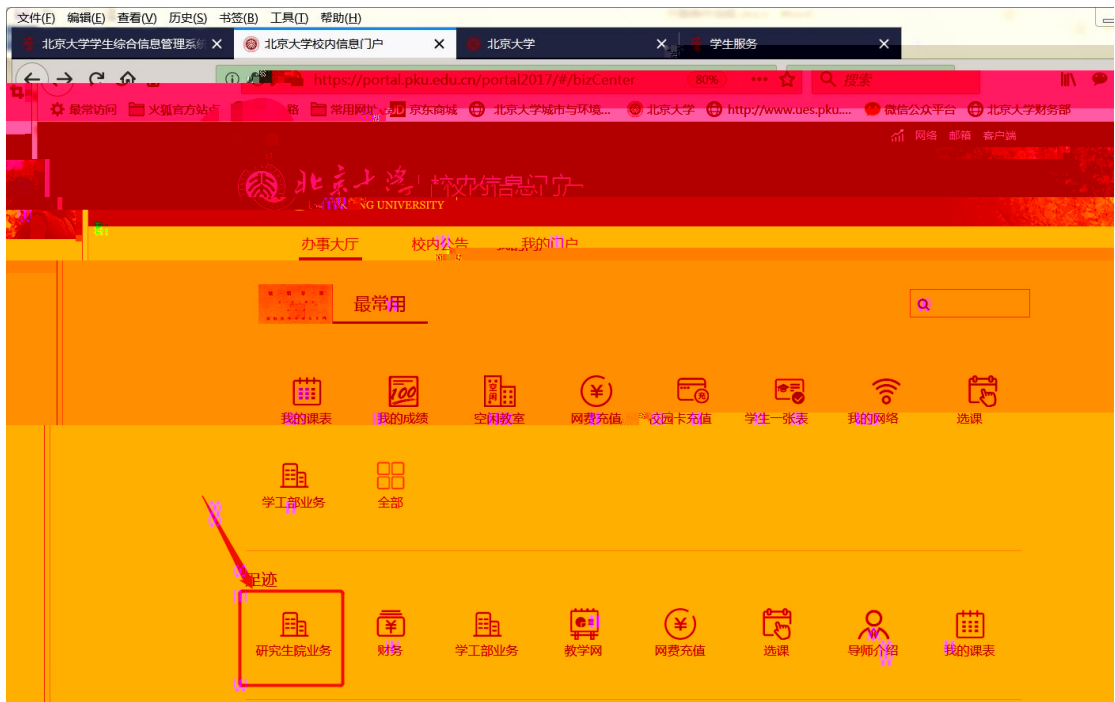 文件(F) 编辑(E) 查看(V) 历史(S) 书签(B) 工具(T) 帮助(H)
北京大学学生综合信息管理系统 北京大学校内信息门户 北京大学 学生服务
https://portal.pku.edu.cn/portal2017/#/bizCenter 80% 搜索
最常访问 火狐官方站点 常用网址 JD 京东商城 北京大学城市与环境... 北京大学 http://www.ues.pku.... 微信公众平台 北京大学财务部
网络 邮箱 客户端
北京大学 校内信息门户
NG UNIVERSITY
办事大厅 校内公告 我的门户
最常用
我的课表 我的成绩 空闲教室 网费充值 校园卡充值 学生一张表 我的网络 选课
学工部业务 全部
足迹
研究生院业务 财务 学工部业务 教学网 网费充值 选课 导师介绍 我的课表